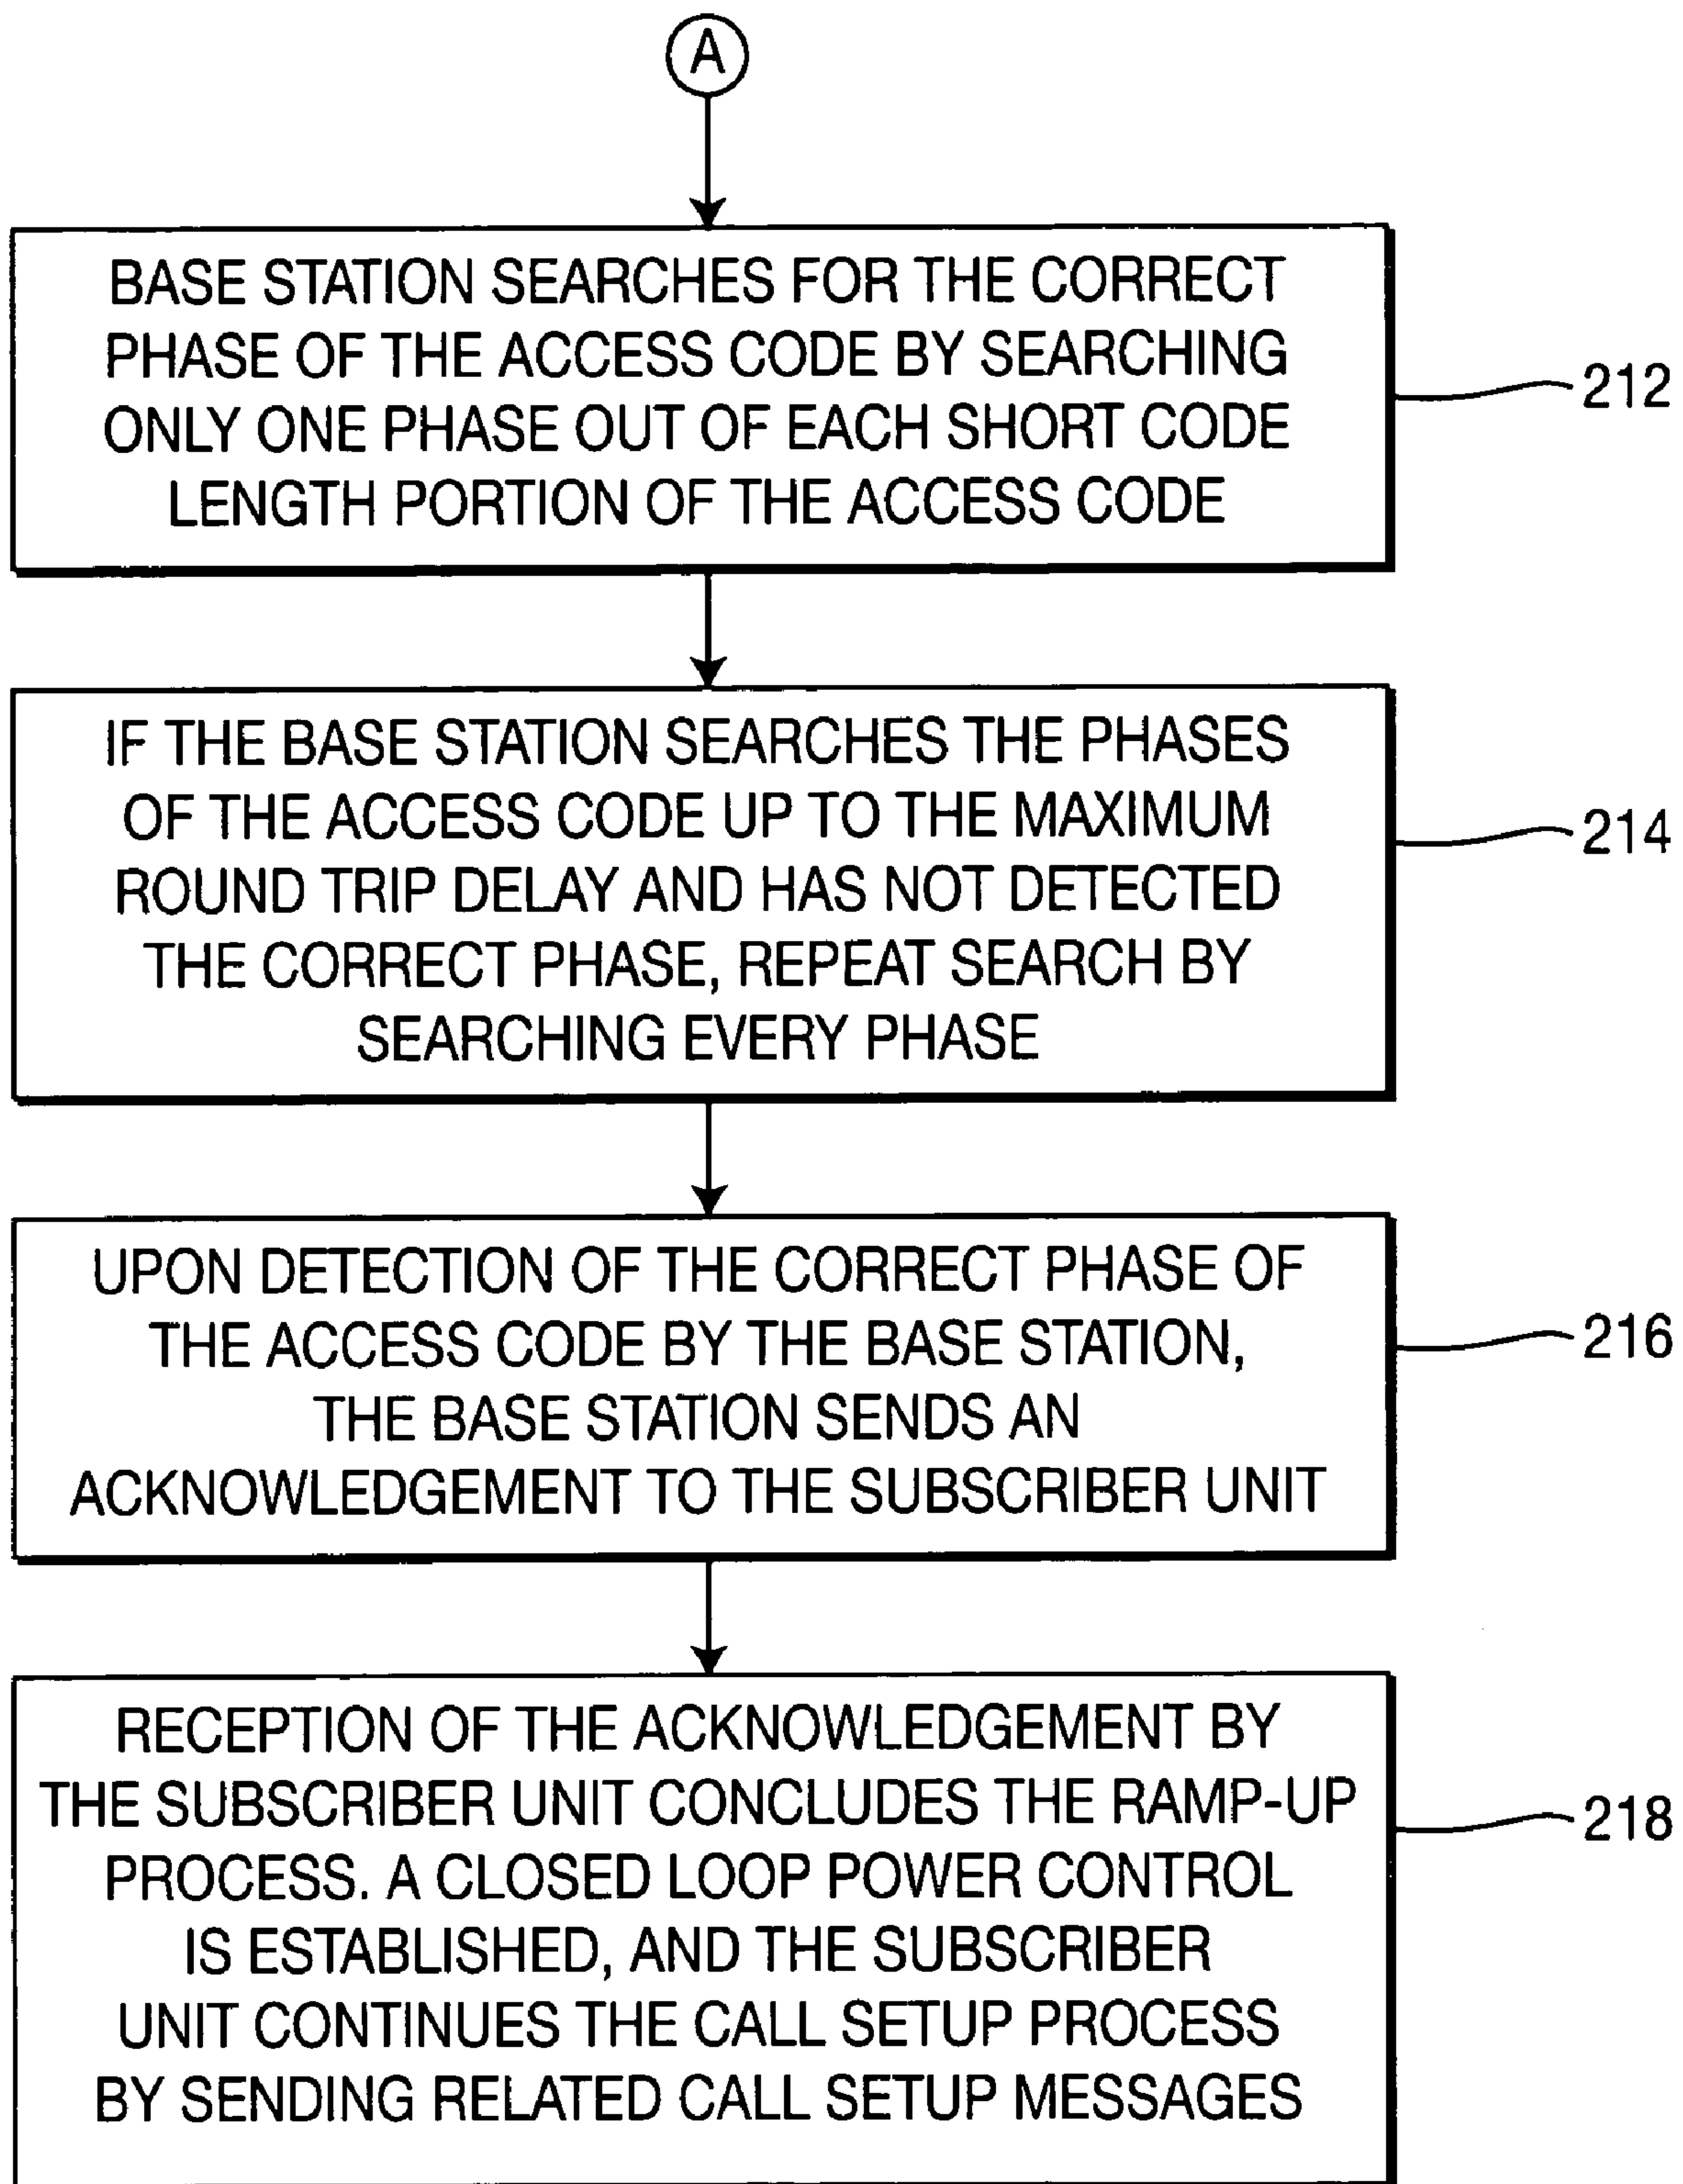 A
BASE STATION SEARCHES FOR THE CORRECT
PHASE OF THE ACCESS CODE BY SEARCHING
ONLY ONE PHASE OUT OF EACH SHORT CODE
LENGTH PORTION OF THE ACCESS CODE
212
IF THE BASE STATION SEARCHES THE PHASES
OF THE ACCESS CODE UP TO THE MAXIMUM
ROUND TRIP DELAY AND HAS NOT DETECTED
THE CORRECT PHASE, REPEAT SEARCH BY
SEARCHING EVERY PHASE
214
UPON DETECTION OF THE CORRECT PHASE OF
THE ACCESS CODE BY THE BASE STATION,
THE BASE STATION SENDS AN
ACKNOWLEDGEMENT TO THE SUBSCRIBER UNIT
216
RECEPTION OF THE ACKNOWLEDGEMENT BY
THE SUBSCRIBER UNIT CONCLUDES THE RAMP-UP
PROCESS. A CLOSED LOOP POWER CONTROL
IS ESTABLISHED, AND THE SUBSCRIBER
UNIT CONTINUES THE CALL SETUP PROCESS
BY SENDING RELATED CALL SETUP MESSAGES
218